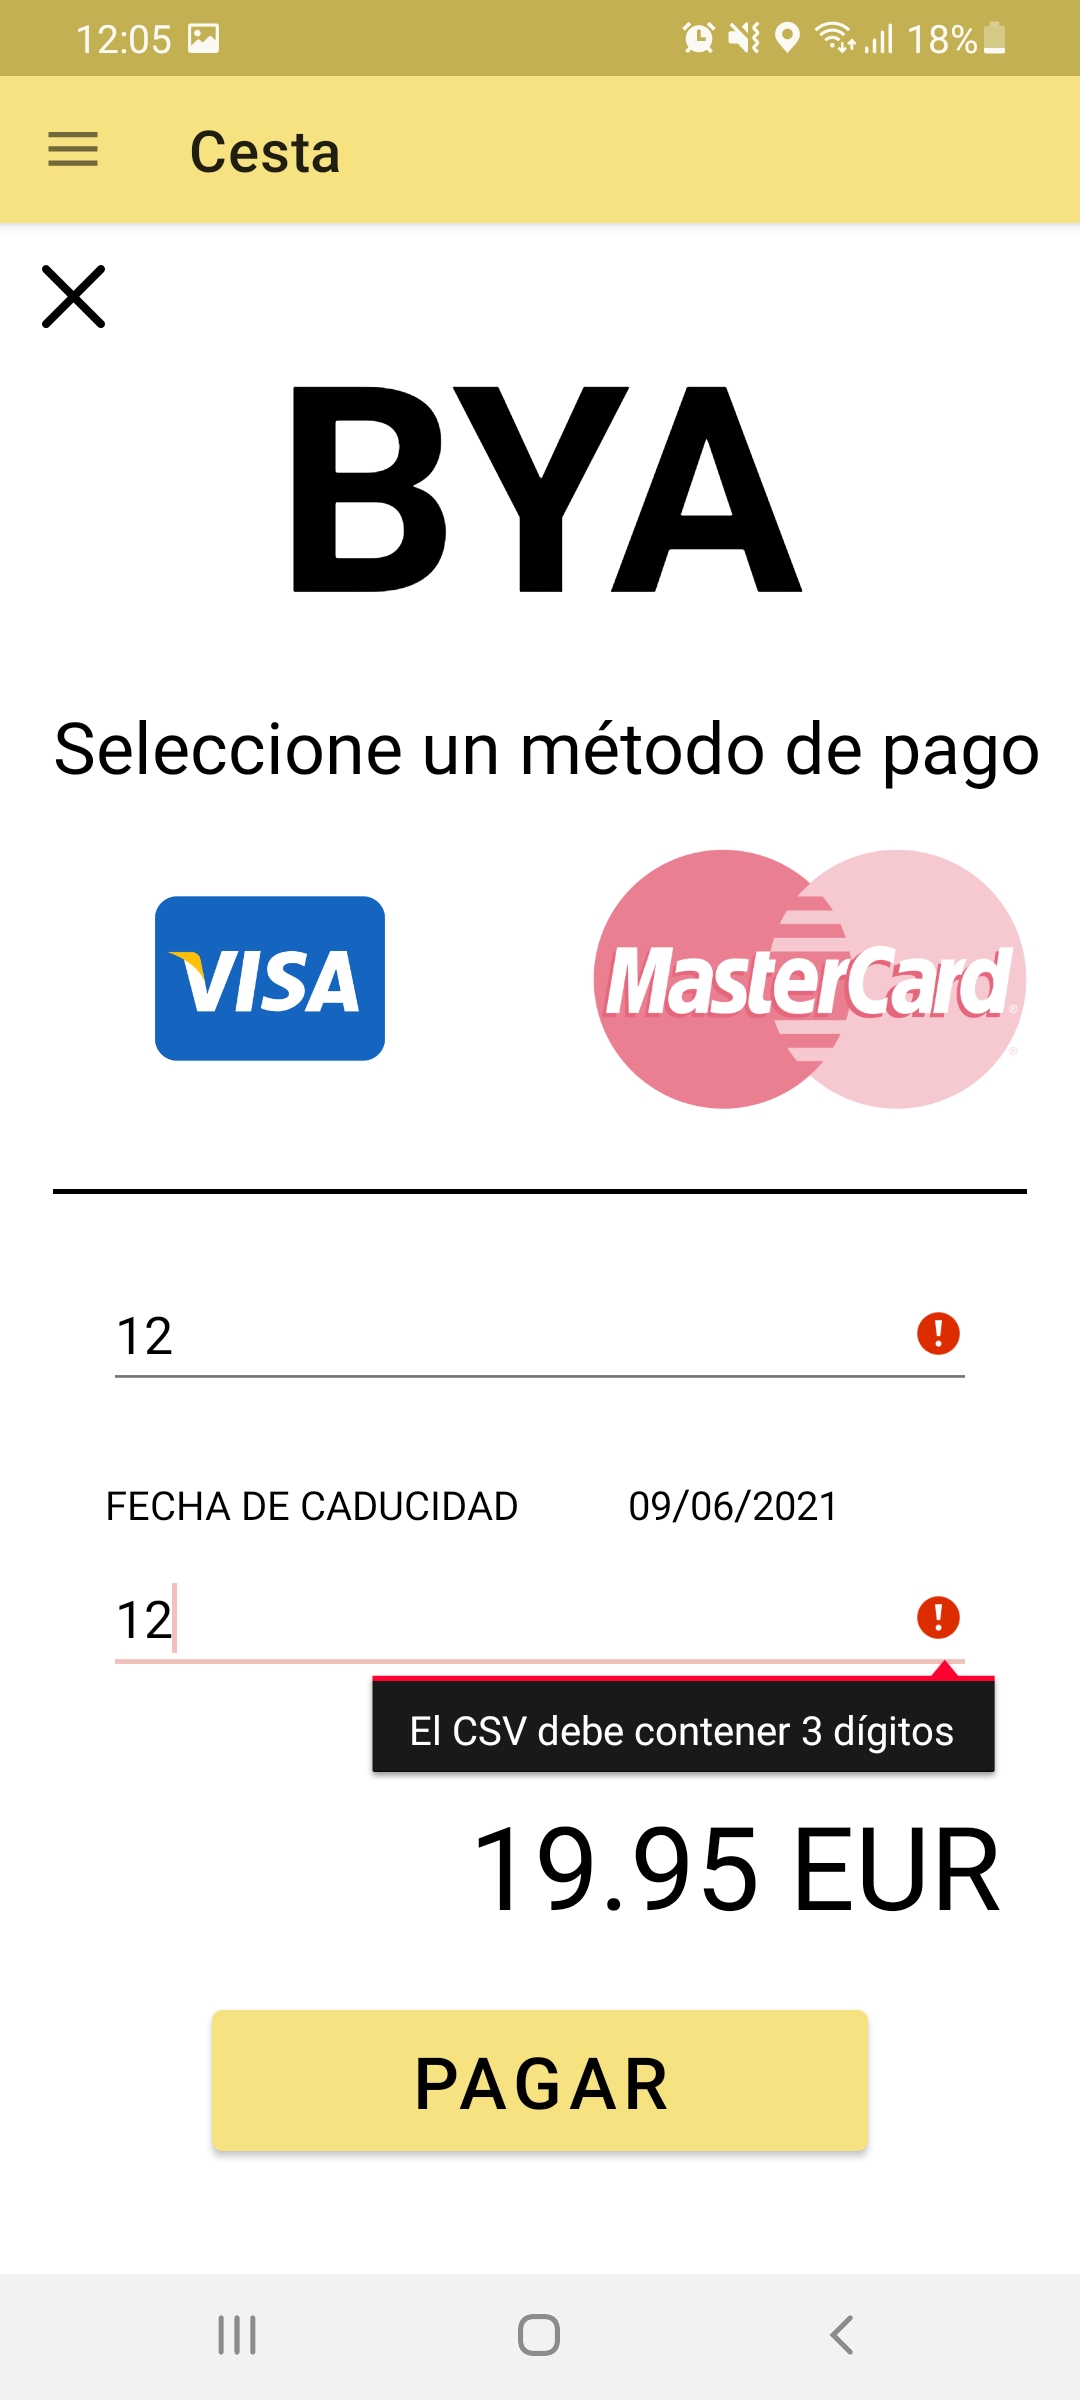 12:05 18%
Cesta
BYA
Seleccione un método de pago
VISA MasterCard
12
FECHA DE CADUCIDAD 09/06/2021
12
El CSV debe contener 3 dígitos
19.95 EUR
PAGAR